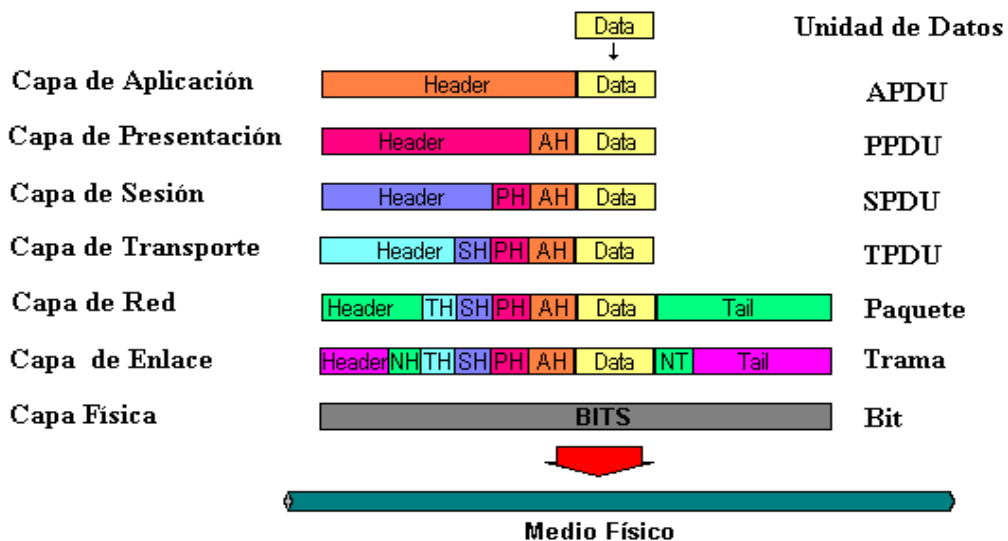 Data Unidad de Datos
Capa de Aplicación Header Data APDU
Capa de Presentación Header AH Data PPDU
Capa de Sesión Header PH AH Data SPDU
Capa de Transporte Header SH PH AH Data TPDU
Capa de Red Header TH SH PH AH Data Tail Paquete
Capa de Enlace Header NH TH SH PH AH Data NT Tail Trama
Capa Física BITS Bit
Medio Físico